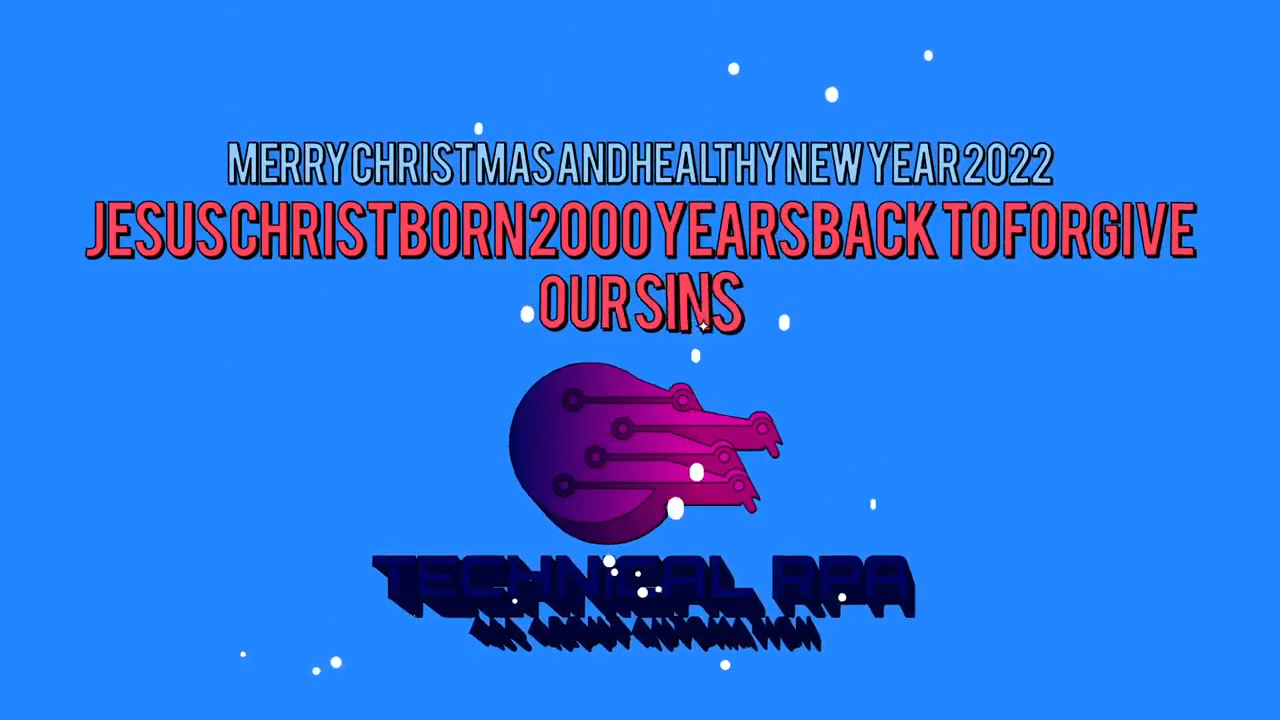 MERRY CHRISTMAS AND HEALTHY NEW YEAR 2022
JESUS CHRIST BORN 2000 YEARS BACK TO FORGIVE
OUR SINS
TECHNICAL RPA